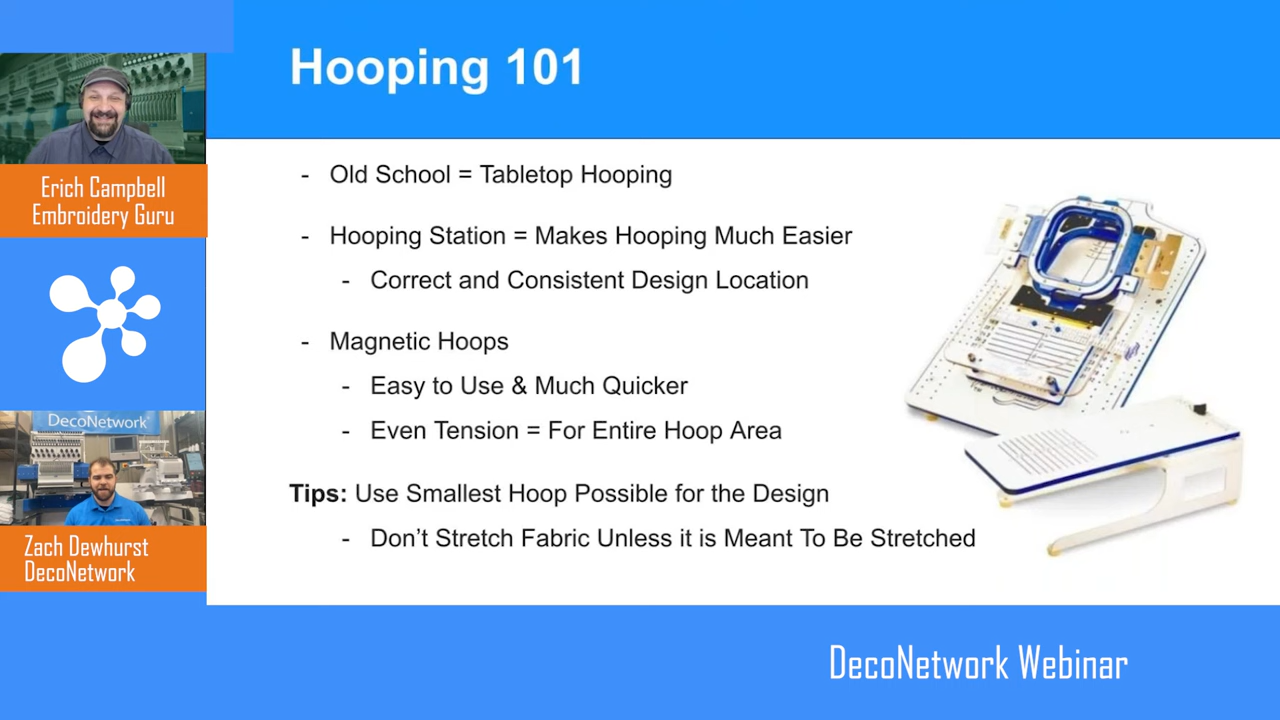 Hooping 101
- Old School = Tabletop Hooping
- Hooping Station = Makes Hooping Much Easier
- Correct and Consistent Design Location
- Magnetic Hoops
- Easy to Use & Much Quicker
- Even Tension = For Entire Hoop Area
Tips: Use Smallest Hoop Possible for the Design
- Don’t Stretch Fabric Unless it is Meant To Be Stretched
Erich Campbell
Embroidery Guru
DecoNetwork
Zach Dewhurst
DecoNetwork
DecoNetwork Webinar